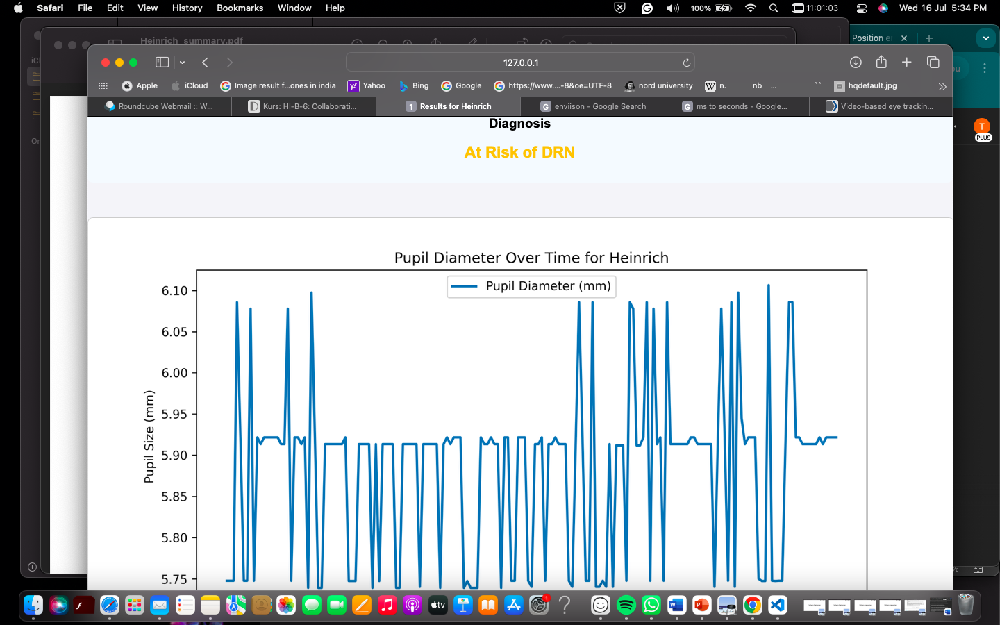 Safari File Edit View History Bookmarks Window Help 100% 11:01:03 Wed 16 Jul 5:34 PM
Heinrich_summary.pdf
Position e
127.0.0.1
Apple iCloud Image result f...ones in india Yahoo Bing Google https://www....-8&oe=UTF-8 nord university n. nb ... `` hqdefault.jpg
Roundcube Webmail :: W... Kurs: HI-B-6: Collaborati... 1 Results for Heinrich enviison - Google Search ms to seconds - Google... Video-based eye trackin...
T
PLUS
Diagnosis
At Risk of DRN
Pupil Diameter Over Time for Heinrich
Pupil Diameter (mm)
Pupil Size (mm)
6.10
6.05
6.00
5.95
5.90
5.85
5.80
5.75
tv
1